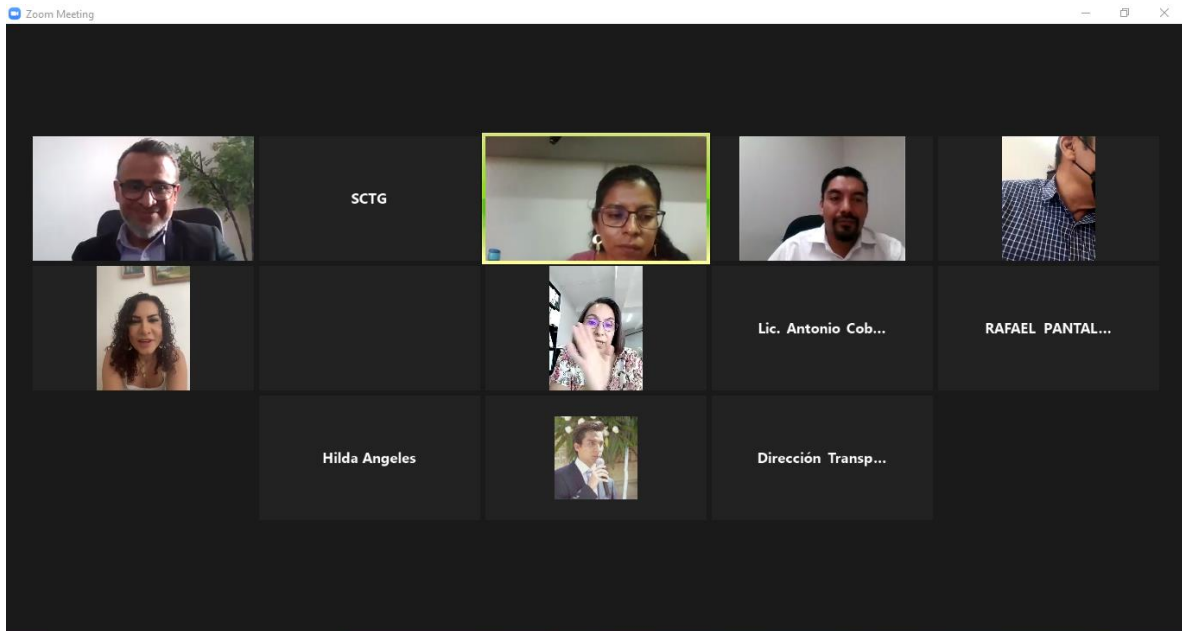 Zoom Meeting
SCTG
Lic. Antonio Cob...
RAFAEL PANTAL...
Hilda Angeles
Dirección Transp...